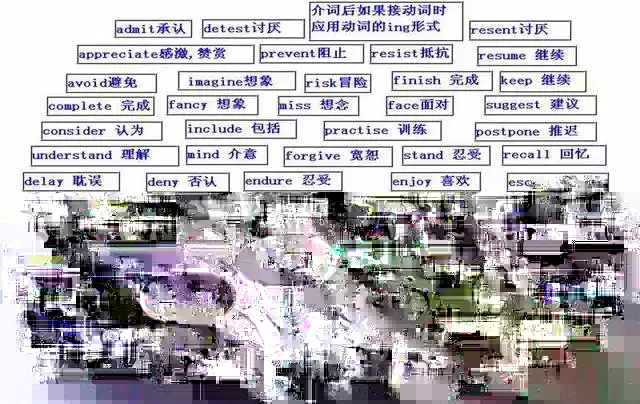 介词后如果接动词时
应用动词的ing形式
admit承认 detest讨厌 resent讨厌
appreciate感激,赞赏 prevent阻止 resist抵抗 resume 继续
avoid避免 imagine想象 risk冒险 finish 完成 keep 继续
complete 完成 fancy 想象 miss 想念 face面对 suggest 建议
consider 认为 include 包括 practise 训练 postpone 推迟
understand 理解 mind 介意 forgive 宽恕 stand 忍受 recall 回忆
delay 耽误 deny 否认 endure 忍受 enjoy 喜欢